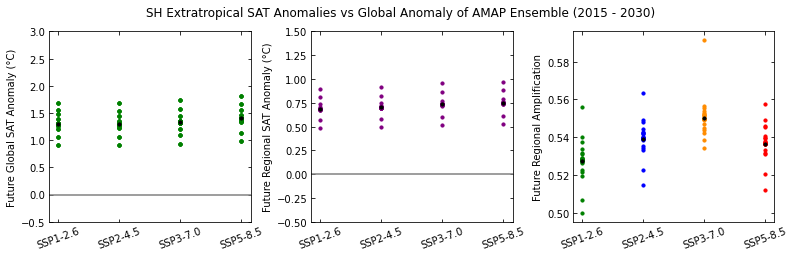 SH Extratropical SAT Anomalies vs Global Anomaly of AMAP Ensemble (2015 - 2030)
Future Global SAT Anomaly (°C)
3.0
2.5
2.0
1.5
1.0
0.5
0.0
−0.5
SSP1-2.6
SSP2-4.5
SSP3-7.0
SSP5-8.5
Future Regional SAT Anomaly (°C)
1.50
1.25
1.00
0.75
0.50
0.25
0.00
−0.25
−0.50
SSP1-2.6
SSP2-4.5
SSP3-7.0
SSP5-8.5
Future Regional Amplification
0.58
0.56
0.54
0.52
0.50
SSP1-2.6
SSP2-4.5
SSP3-7.0
SSP5-8.5